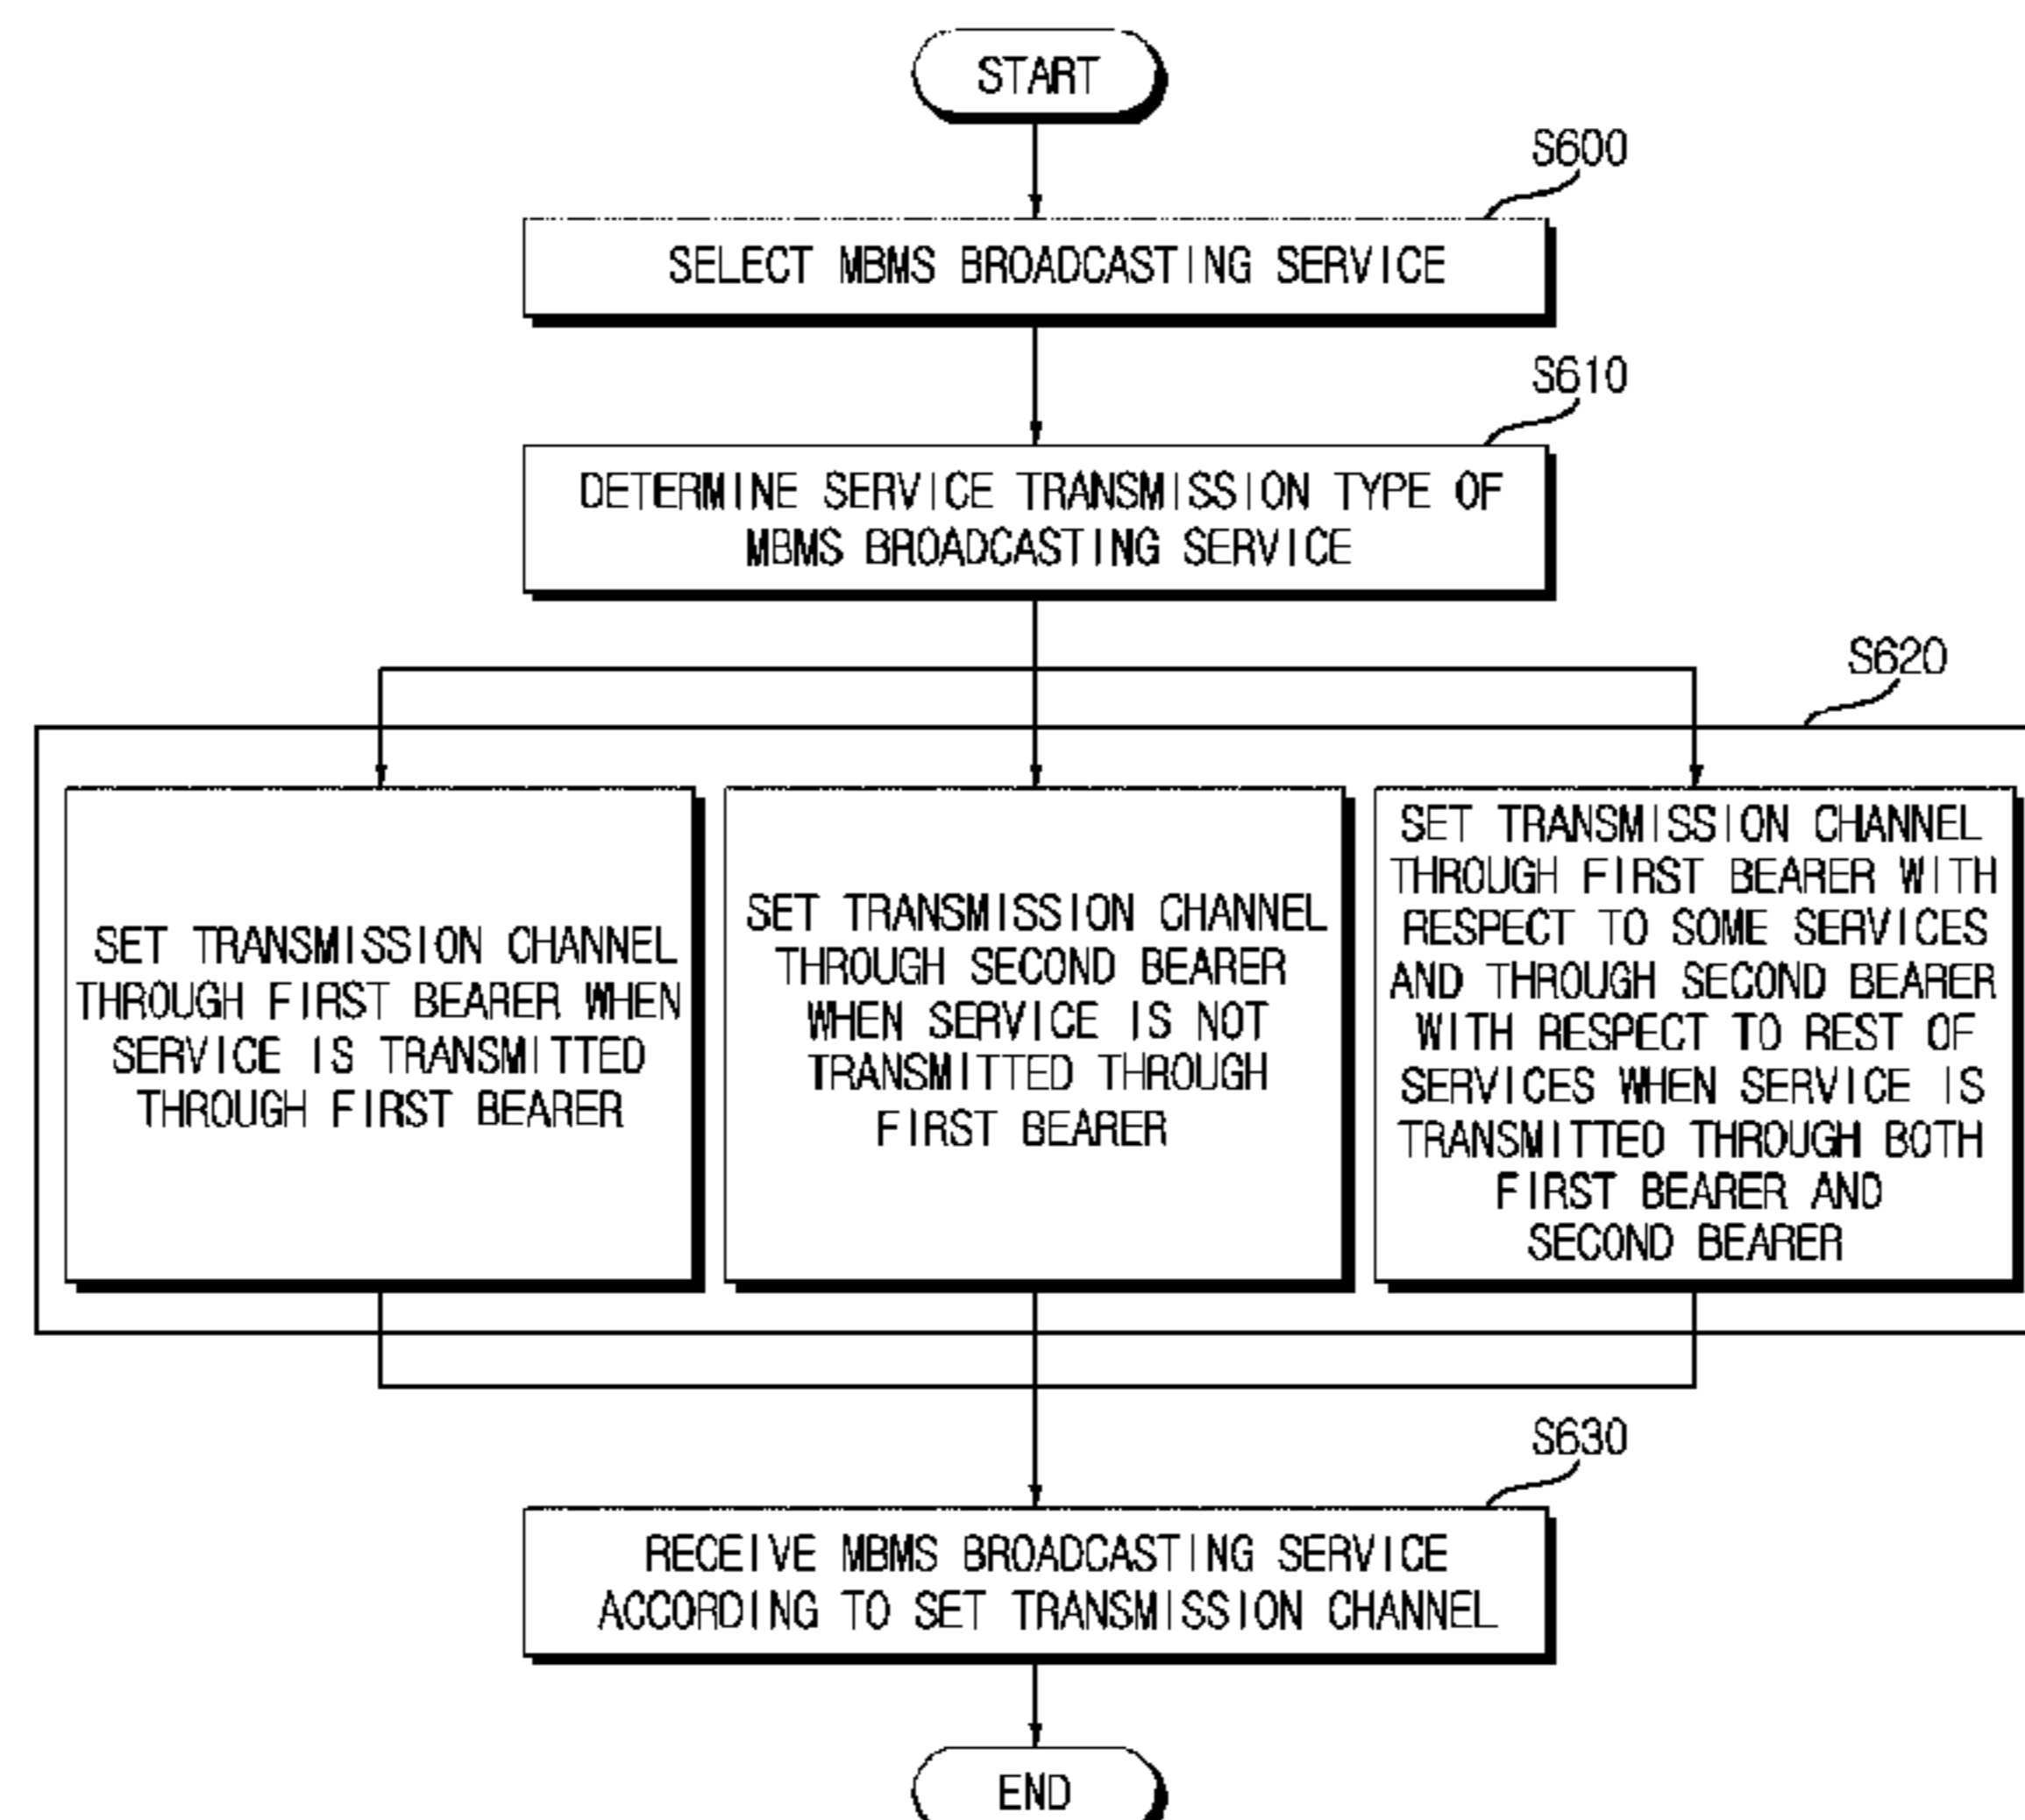 START
S600
SELECT MBMS BROADCASTING SERVICE
S610
DETERMINE SERVICE TRANSMISSION TYPE OF
MBMS BROADCASTING SERVICE
S620
SET TRANSMISSION CHANNEL
THROUGH FIRST BEARER WHEN
SERVICE IS TRANSMITTED
THROUGH FIRST BEARER
SET TRANSMISSION CHANNEL
THROUGH SECOND BEARER
WHEN SERVICE IS NOT
TRANSMITTED THROUGH
FIRST BEARER
SET TRANSMISSION CHANNEL
THROUGH FIRST BEARER WITH
RESPECT TO SOME SERVICES
AND THROUGH SECOND BEARER
WITH RESPECT TO REST OF
SERVICES WHEN SERVICE IS
TRANSMITTED THROUGH BOTH
FIRST BEARER AND
SECOND BEARER
S630
RECEIVE MBMS BROADCASTING SERVICE
ACCORDING TO SET TRANSMISSION CHANNEL
END